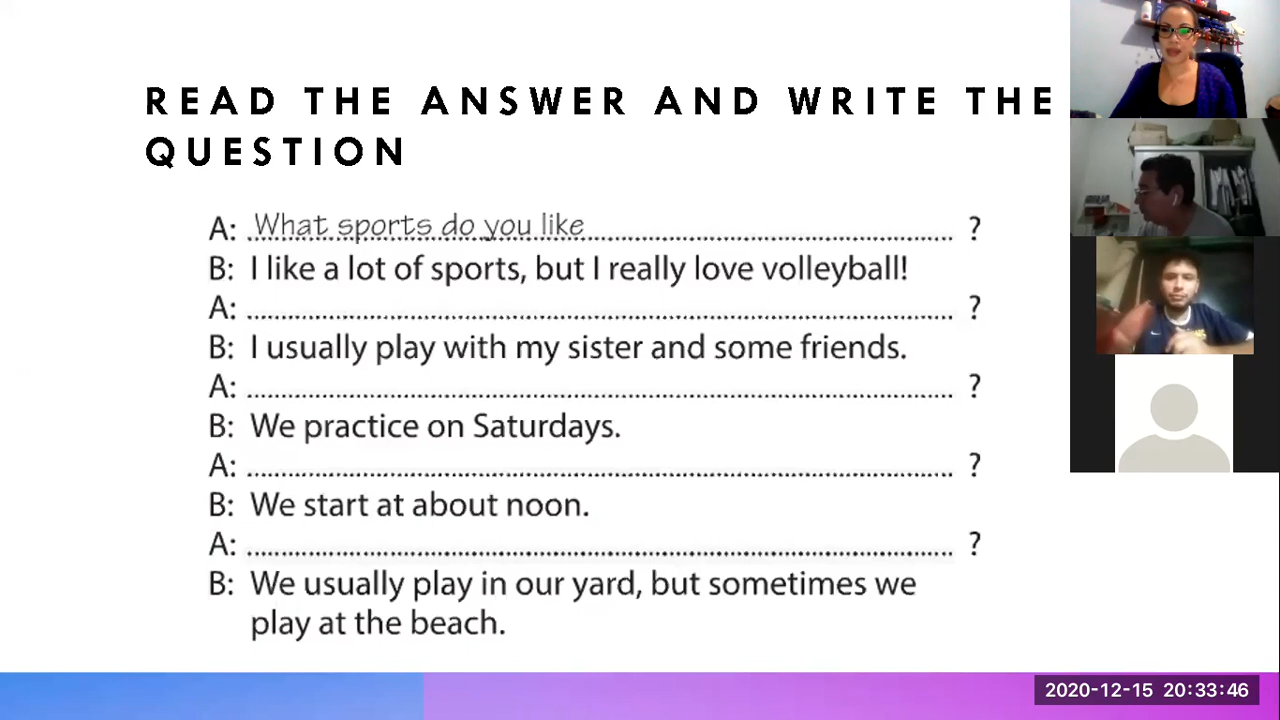 READ THE ANSWER AND WRITE THE
QUESTION
A: What sports do you like ?
B: I like a lot of sports, but I really love volleyball!
A: ?
B: I usually play with my sister and some friends.
A: ?
B: We practice on Saturdays.
A: ?
B: We start at about noon.
A: ?
B: We usually play in our yard, but sometimes we
play at the beach.
2020-12-15 20:33:46